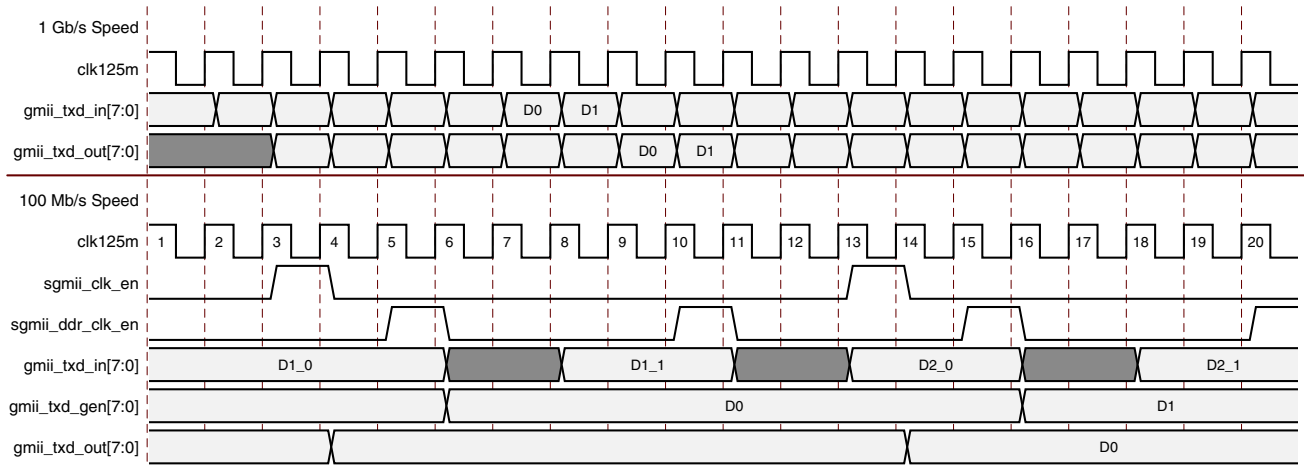 1 Gb/s Speed
clk125m
gmii_txd_in[7:0] D0 D1
gmii_txd_out[7:0] D0 D1
100 Mb/s Speed
clk125m 1 2 3 4 5 6 7 8 9 10 11 12 13 14 15 16 17 18 19 20
sgmii_clk_en
sgmii_ddr_clk_en
gmii_txd_in[7:0] D1_0 D1_1 D2_0 D2_1
gmii_txd_gen[7:0] D0 D1
gmii_txd_out[7:0] D0